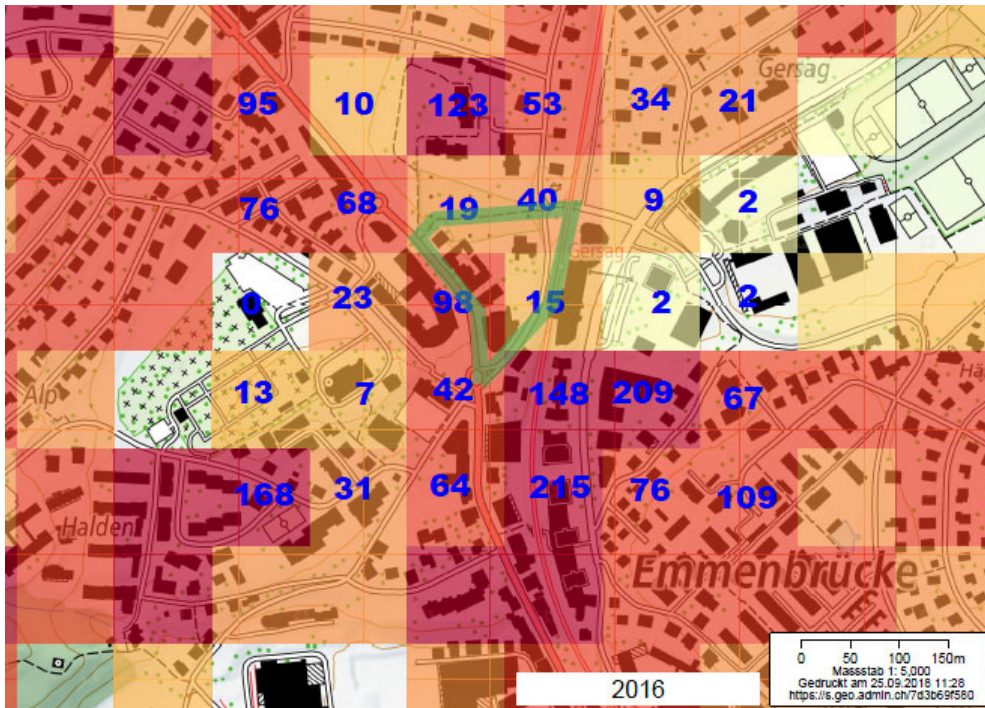 Gersag
95 10 123 53 34 21
76 68 19 40 9 2
Gersag
0 23 98 15 2 2
Alp
13 7 42 148 209 67
Hä
168 31 64 215 76 109
Halden
Emmenbrücke
0 50 100 150m
Massstab 1: 5,000
Gedruckt am 25.09.2018 11:28
https://s.geo.admin.ch/7d3b69f580
2016